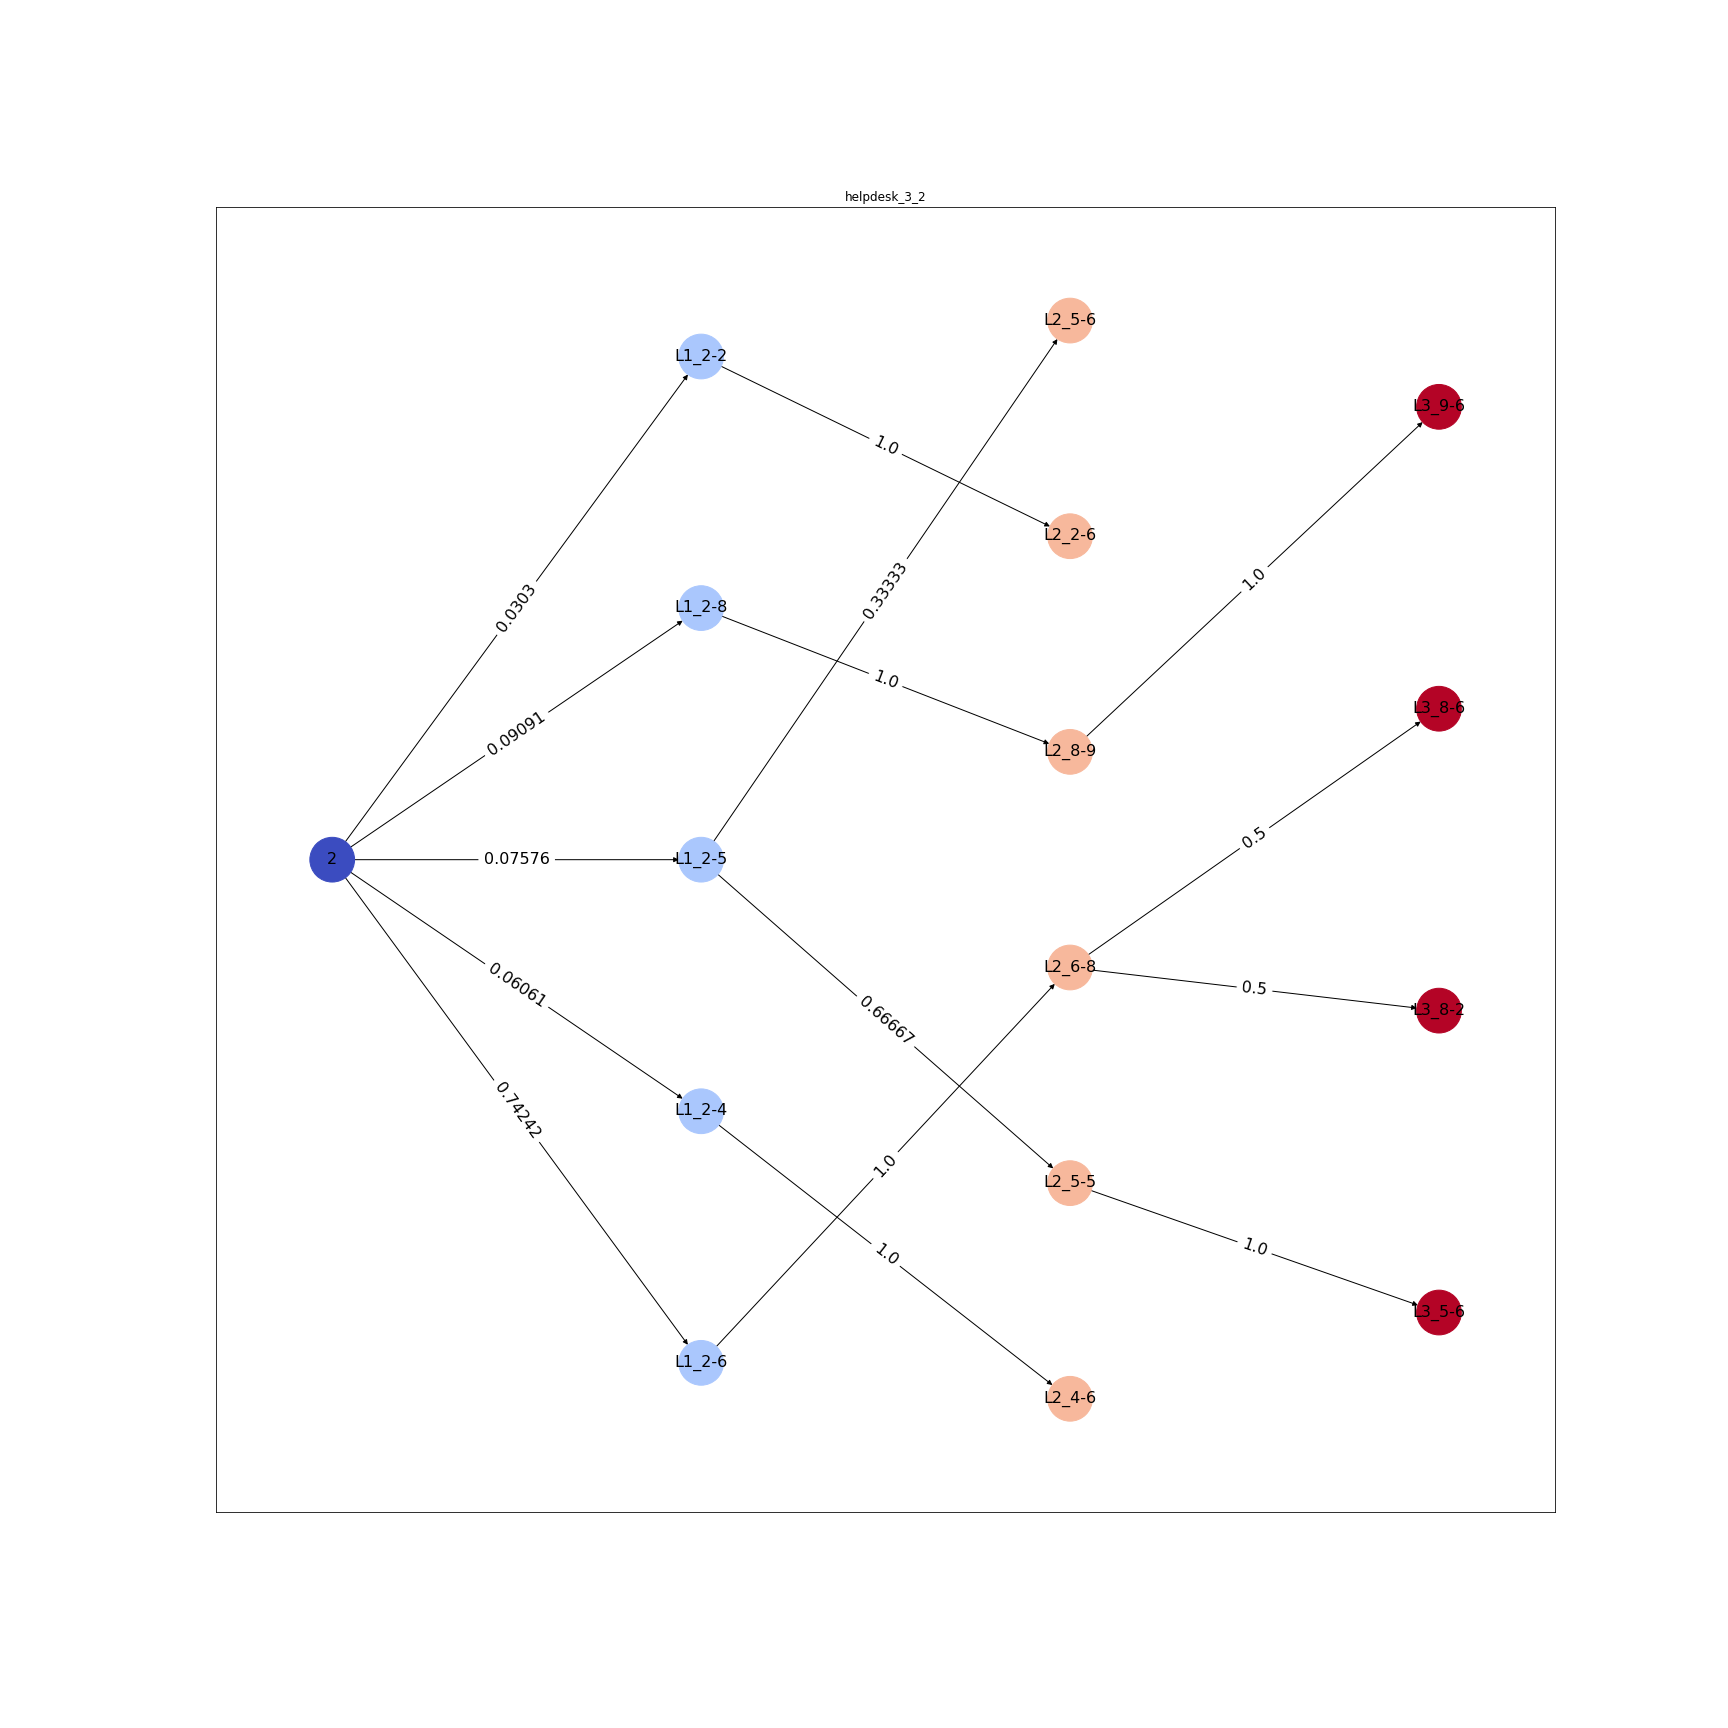 helpdesk_3_2
L2_5-6
L1_2-2
L3_9-6
1.0
L2_2-6
1.0
0.33333
0.0303
L1_2-8
1.0
L3_8-6
0.09091
L2_8-9
0.5
2
0.07576
L1_2-5
L2_6-8
0.06061
0.5
L3_8-2
0.66667
0.74242
L1_2-4
1.0
L2_5-5
1.0
1.0
L3_5-6
L1_2-6
L2_4-6